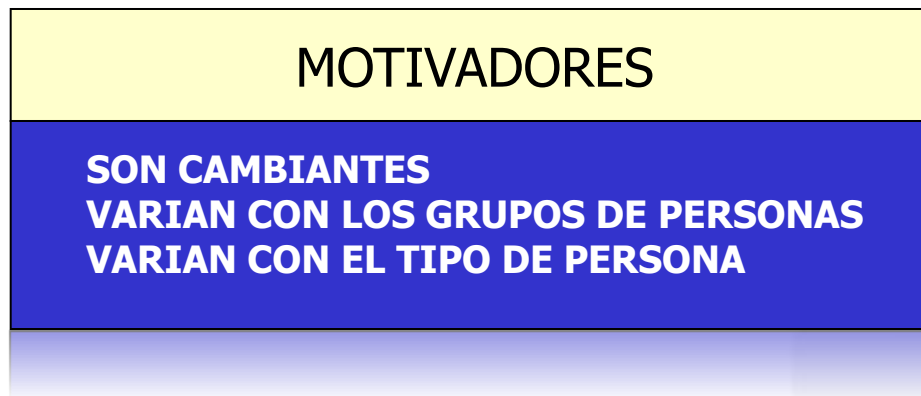 MOTIVADORES
SON CAMBIANTES
VARIAN CON LOS GRUPOS DE PERSONAS
VARIAN CON EL TIPO DE PERSONA